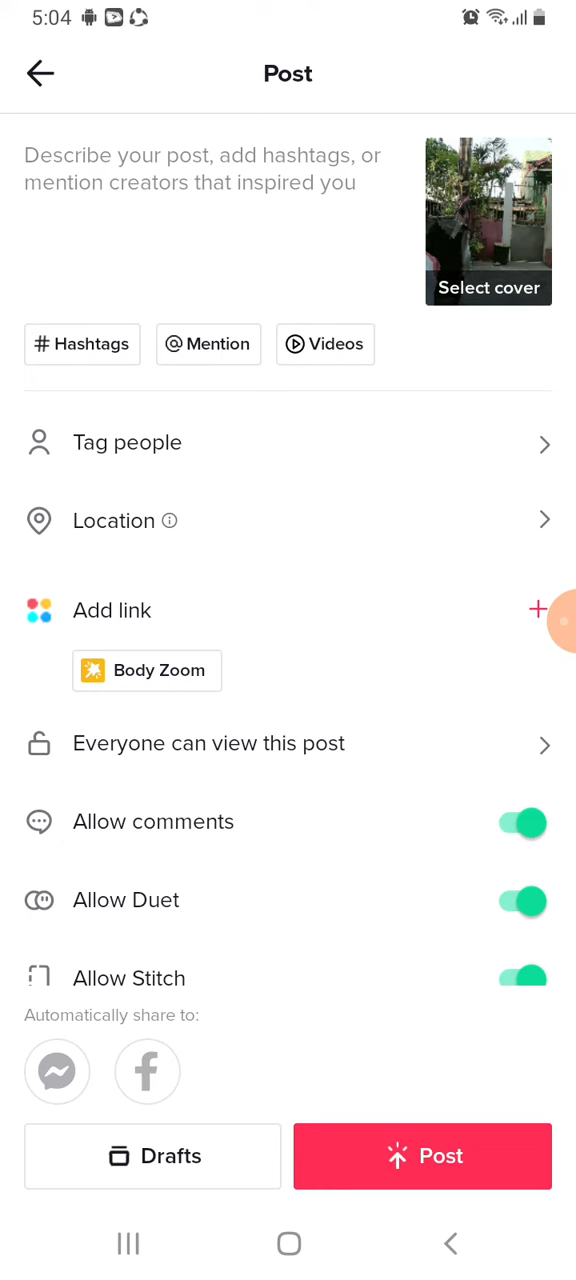 5:04
Post
Describe your post, add hashtags, or
mention creators that inspired you
Select cover
# Hashtags
@ Mention
Videos
Tag people
Location
Add link
Body Zoom
Everyone can view this post
Allow comments
Allow Duet
Allow Stitch
Automatically share to:
Drafts
Post